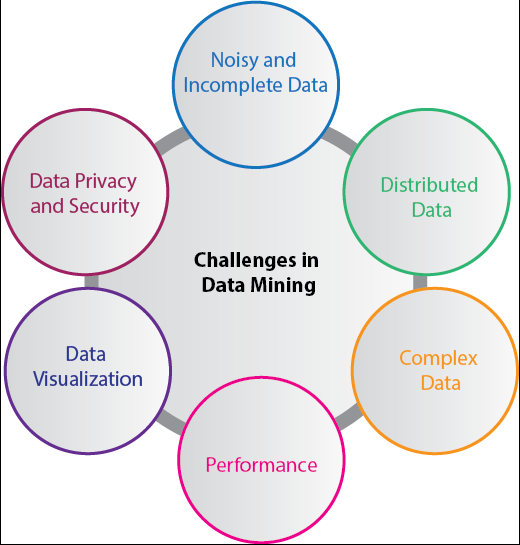 Noisy and
Incomplete Data
Distributed
Data
Complex
Data
Performance
Data
Visualization
Data Privacy
and Security
Challenges in
Data Mining